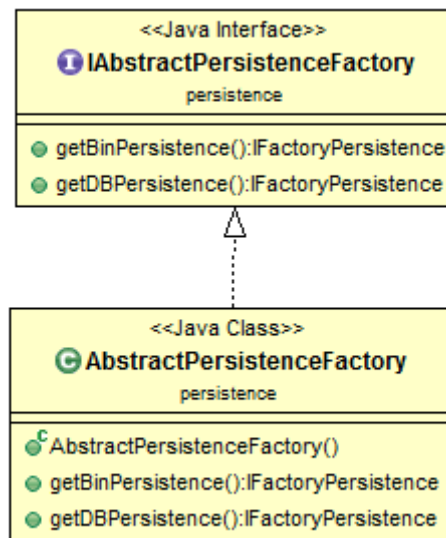 <<Java Interface>>
I IAbstractPersistenceFactory
persistence
getBinPersistence():IFactoryPersistence
getDBPersistence():IFactoryPersistence
<<Java Class>>
C AbstractPersistenceFactory
persistence
C AbstractPersistenceFactory()
getBinPersistence():IFactoryPersistence
getDBPersistence():IFactoryPersistence